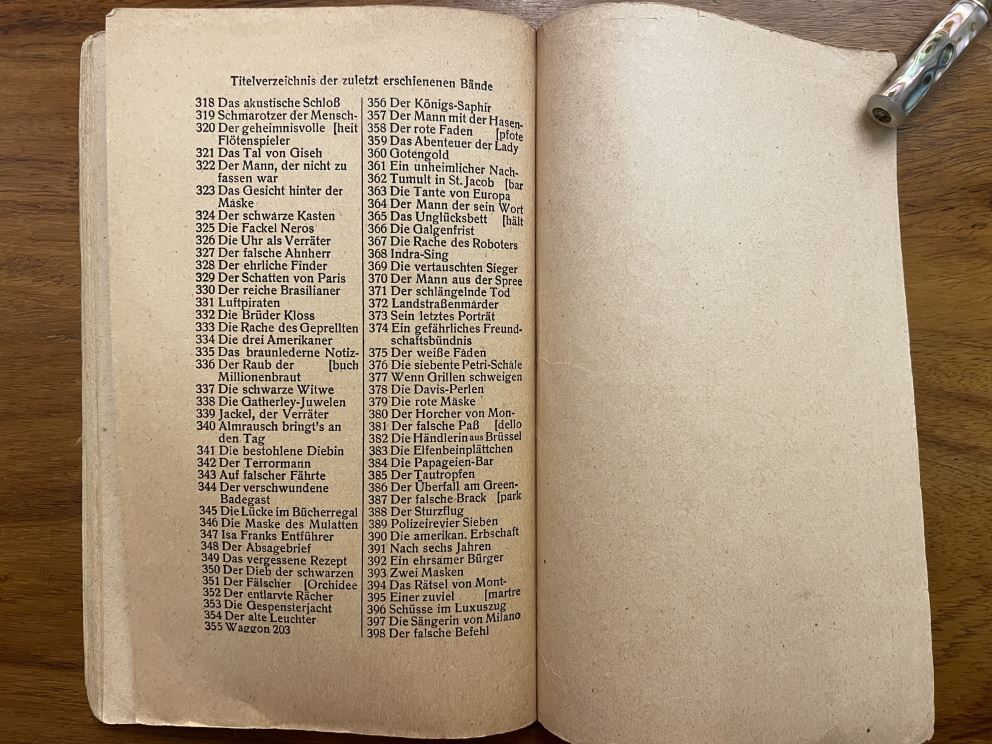 Titelverzeichnis der zuletzt erschienenen Bände
318 Das akustische Schloß
319 Schmarotzer der Mensch-
320 Der geheimnisvolle [heit
Flötenspieler
321 Das Tal von Giseh
322 Der Mann, der nicht zu
fassen war
323 Das Gesicht hinter der
Maske
324 Der schwarze Kasten
325 Die Fackel Neros
326 Die Uhr als Verräter
327 Der falsche Ahnherr
328 Der ehrliche Finder
329 Der Schatten von Paris
330 Der reiche Brasilianer
331 Luftpiraten
332 Die Brüder Kloss
333 Die Rache des Geprellten
334 Die drei Amerikaner
335 Das braunlederne Notiz-
336 Der Raub der [buch
Millionenbraut
337 Die schwarze Witwe
338 Die Gatherley-Juwelen
339 Jackel, der Verräter
340 Almrausch bringt's an
den Tag
341 Die bestohlene Diebin
342 Der Terrormann
343 Auf falscher Fährte
344 Der verschwundene
Badegast
345 Die Lücke im Bücherregal
346 Die Maske des Mulatten
347 Isa Franks Entführer
348 Der Absagebrief
349 Das vergessene Rezept
350 Der Dieb der schwarzen
351 Der Fälscher [Orchidee
352 Der entlarvte Rächer
353 Die Gespensterjacht
354 Der alte Leuchter
355 Waggon 203
356 Der Königs-Saphir
357 Der Mann mit der Hasen-
358 Der rote Faden [pfote
359 Das Abenteuer der Lady
360 Gotengold
361 Ein unheimlicher Nach-
362 Tumult in St. Jacob [bar
363 Die Tante von Europa
364 Der Mann der sein Wort
365 Das Unglücksbett [hält
366 Die Galgenfrist
367 Die Rache des Roboters
368 Indra-Sing
369 Die vertauschten Sieger
370 Der Mann aus der Spree
371 Der schlängelnde Tod
372 Landstraßenmarder
373 Sein letztes Porträt
374 Ein gefährliches Freund-
schaftsbündnis
375 Der weiße Faden
376 Die siebente Petri-Schale
377 Wenn Grillen schweigen
378 Die Davis-Perlen
379 Die rote Maske
380 Der Horcher von Mon-
381 Der falsche Paß [dello
382 Die Händlerin aus Brüssel
383 Die Elfenbeinplättchen
384 Die Papageien-Bar
385 Der Tautropfen
386 Der Überfall am Green-
387 Der falsche Brack [park
388 Der Sturzflug
389 Polizeirevier Sieben
390 Die amerikan. Erbschaft
391 Nach sechs Jahren
392 Ein ehrsamer Bürger
393 Zwei Masken
394 Das Rätsel von Mont-
395 Einer zuviel [martre
396 Schüsse im Luxuszug
397 Die Sängerin von Milano
398 Der falsche Befehl